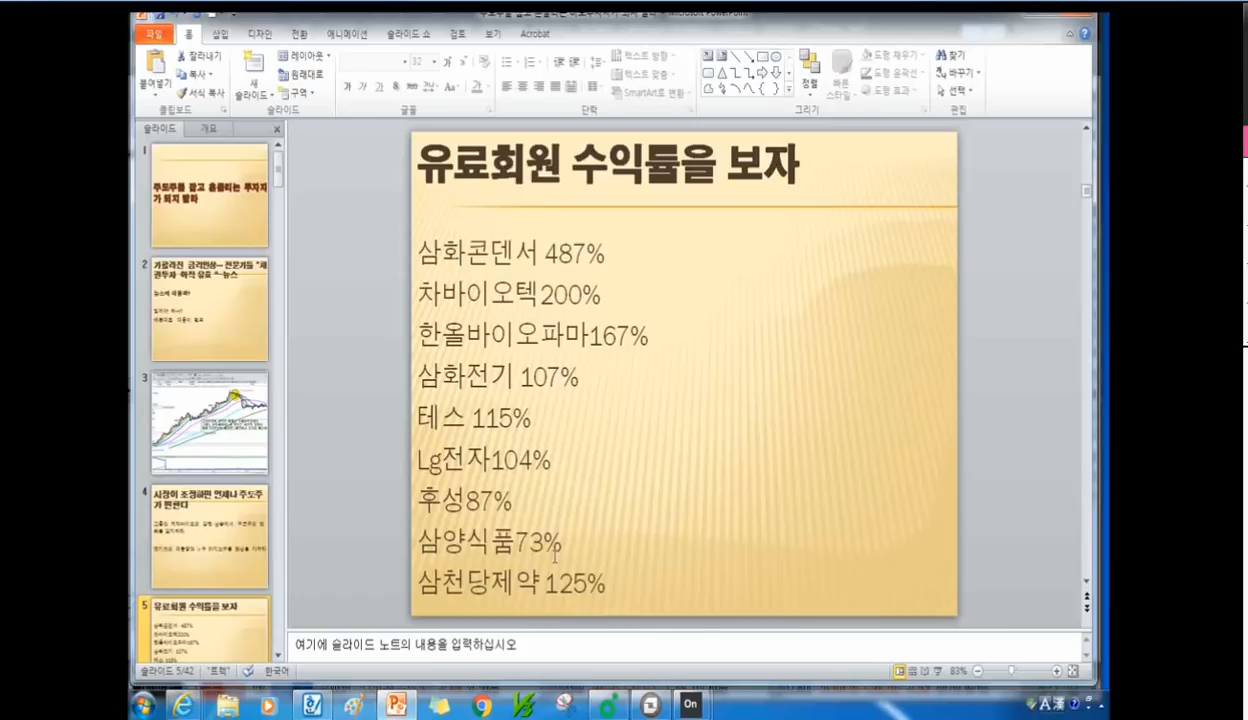 파일 홈 삽입 디자인 전환 애니메이션 슬라이드 쇼 검토 보기 Acrobat
붙여넣기
잘라내기
복사
서식 복사
클립보드
새 슬라이드
레이아웃
원래대로
구역
슬라이드
32
글꼴
텍스트 방향
텍스트 맞춤
SmartArt로 변환
단락
정렬
빠른 스타일
도형 채우기
도형 윤곽선
도형 효과
그리기
찾기
바꾸기
선택
편집
슬라이드 개요
1
주도주를 잡고 흔들리는 투자자
가 되지 말라
2
3
4
시장이 조정하면 언제나 주도주
5
유료회원 수익률을 보자
유료회원 수익률을 보자
삼화콘덴서 487%
차바이오텍200%
한올바이오파마167%
삼화전기 107%
테스 115%
Lg전자104%
후성87%
삼양식품73%
삼천당제약 125%
여기에 슬라이드 노트의 내용을 입력하십시오
슬라이드 5/42 "트랙" 한국어 83%
On
A漢